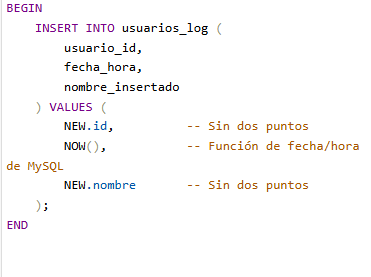 BEGIN
    INSERT INTO usuarios_log (
        usuario_id,
        fecha_hora,
        nombre_insertado
    ) VALUES (
        NEW.id,          -- Sin dos puntos
        NOW(),           -- Función de fecha/hora
de MySQL
        NEW.nombre       -- Sin dos puntos
    );
END